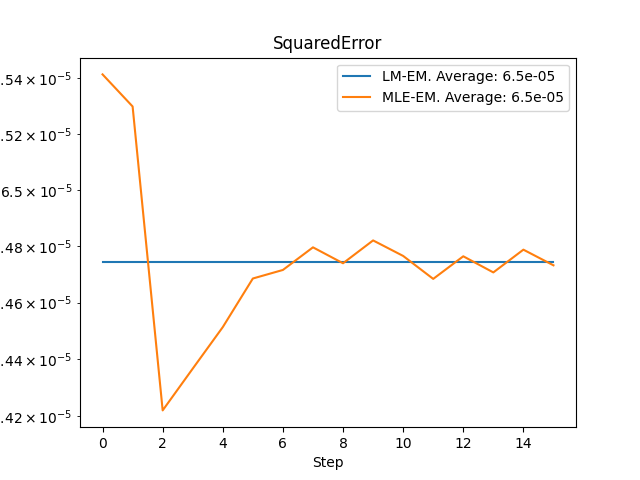 SquaredError
LM-EM. Average: 6.5e-05
MLE-EM. Average: 6.5e-05
.54 × 10⁻⁵
.52 × 10⁻⁵
6.5 × 10⁻⁵
.48 × 10⁻⁵
.46 × 10⁻⁵
.44 × 10⁻⁵
.42 × 10⁻⁵
0 2 4 6 8 10 12 14
Step